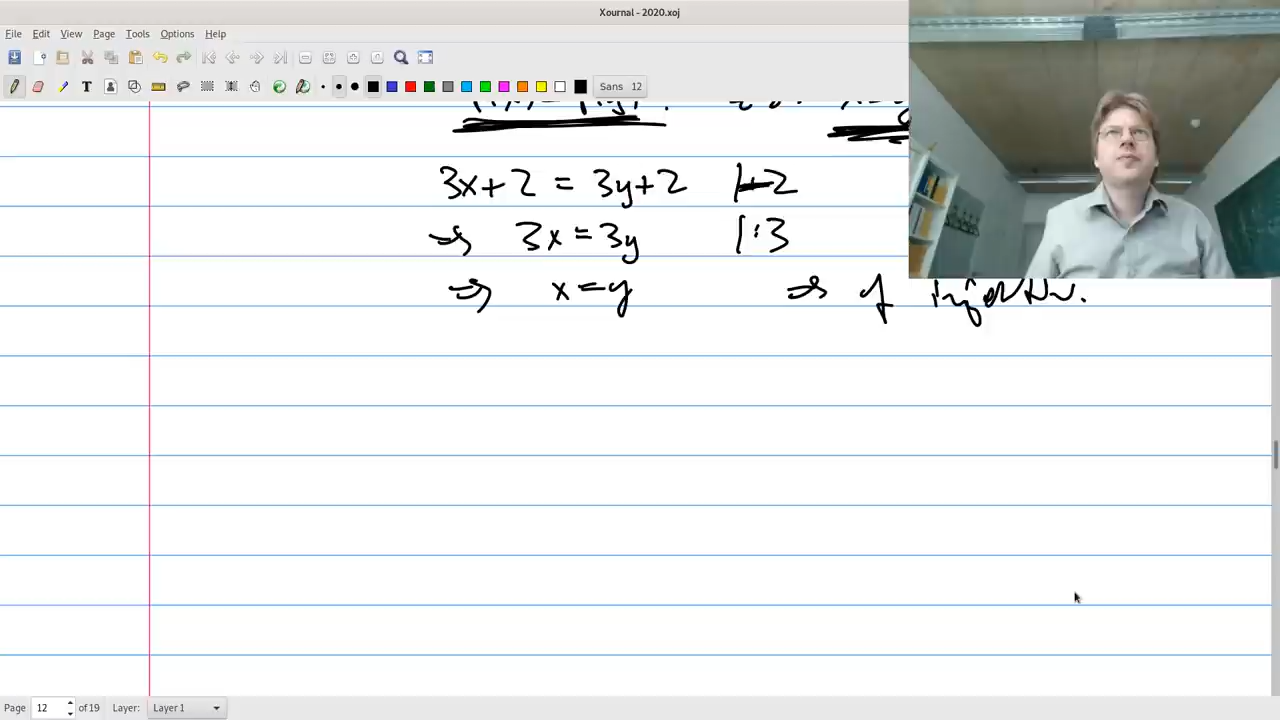 Xournal - 2020.xoj
File Edit View Page Tools Options Help
Sans 12
3x+2 = 3y+2 |-2
⇒ 3x = 3y |:3
⇒ x = y ⇒ f injektiv.
Page 12 of 19 Layer: Layer 1